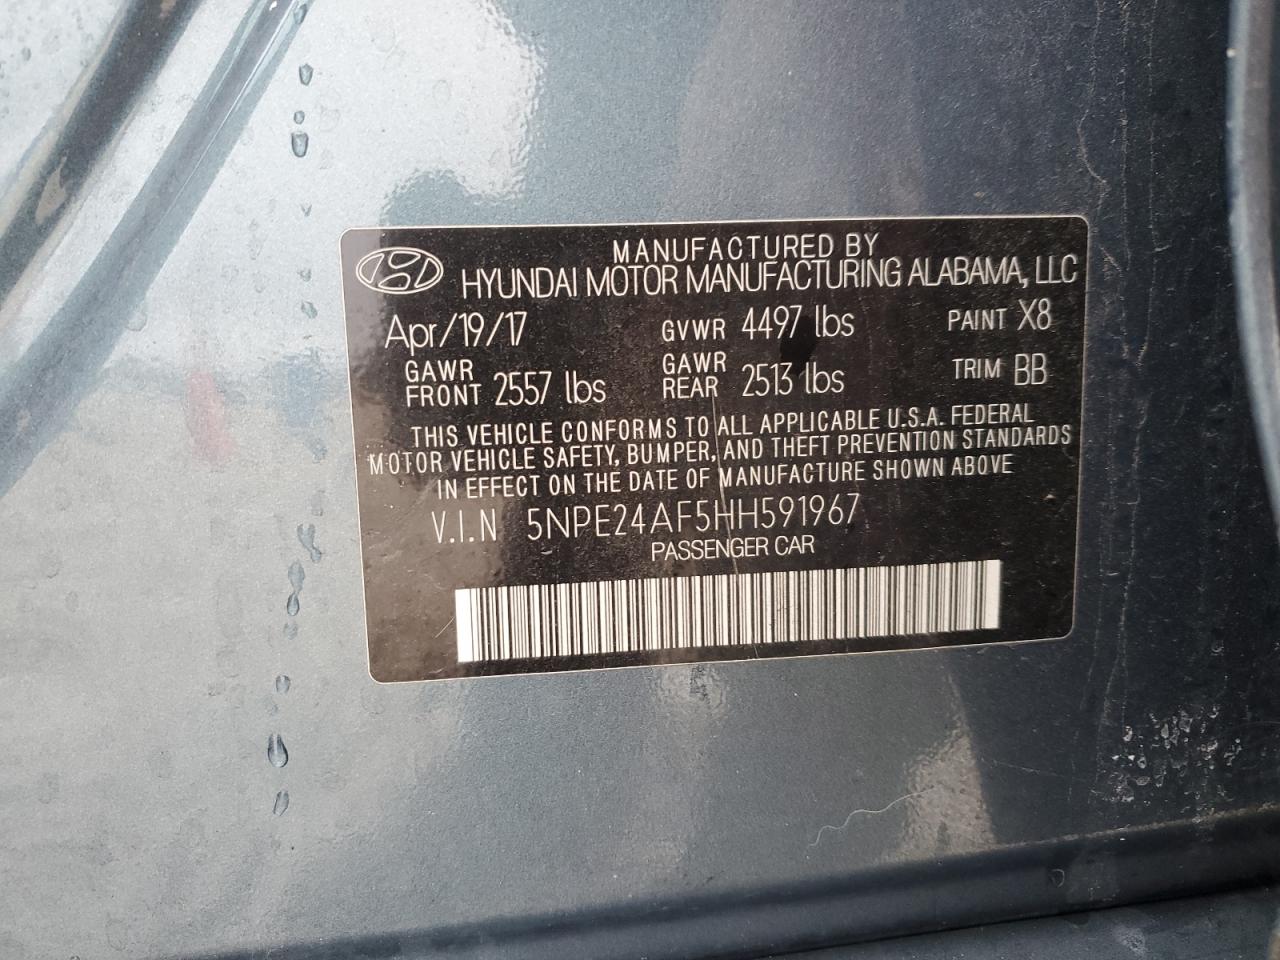 MANUFACTURED BY
HYUNDAI MOTOR MANUFACTURING ALABAMA, LLC
Apr/19/17 GVWR 4497 lbs PAINT X8
GAWR FRONT 2557 lbs GAWR REAR 2513 lbs TRIM BB
THIS VEHICLE CONFORMS TO ALL APPLICABLE U.S.A. FEDERAL
MOTOR VEHICLE SAFETY, BUMPER, AND THEFT PREVENTION STANDARDS
IN EFFECT ON THE DATE OF MANUFACTURE SHOWN ABOVE
V.I.N 5NPE24AF5HH591967
PASSENGER CAR